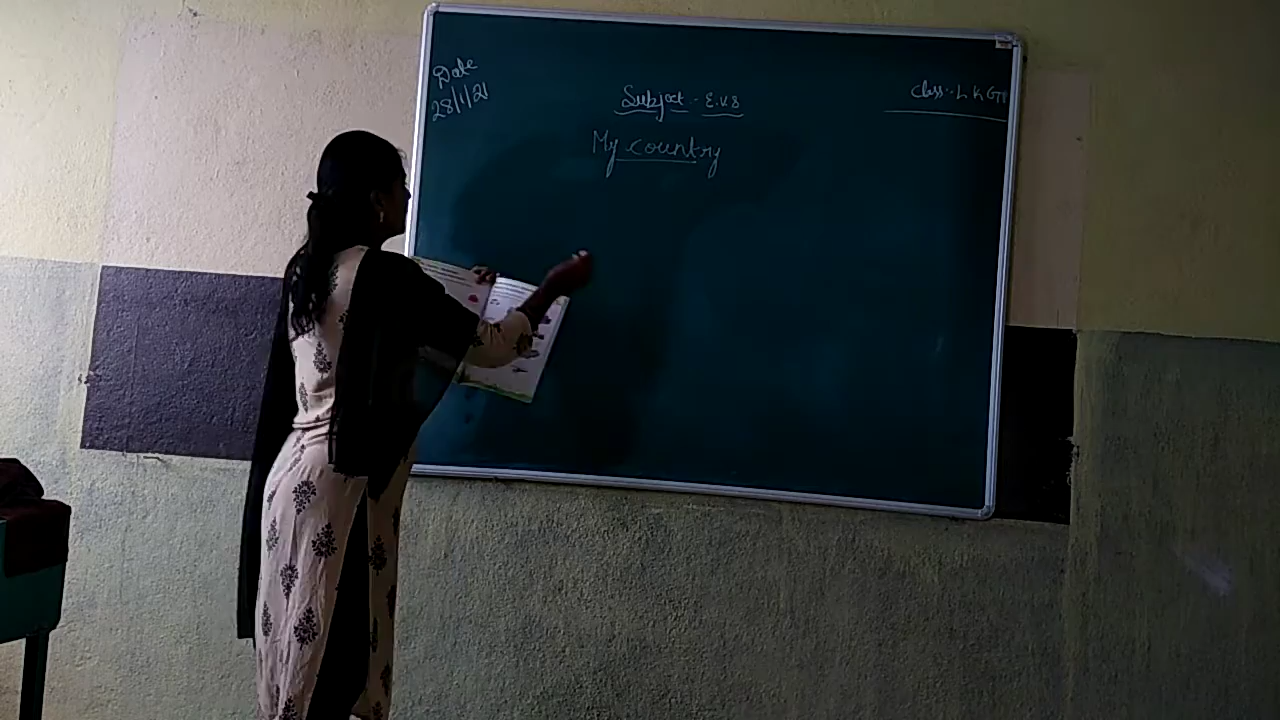 Date
28/1/21
Subject :- E.V.S
Class :- L K G
My country